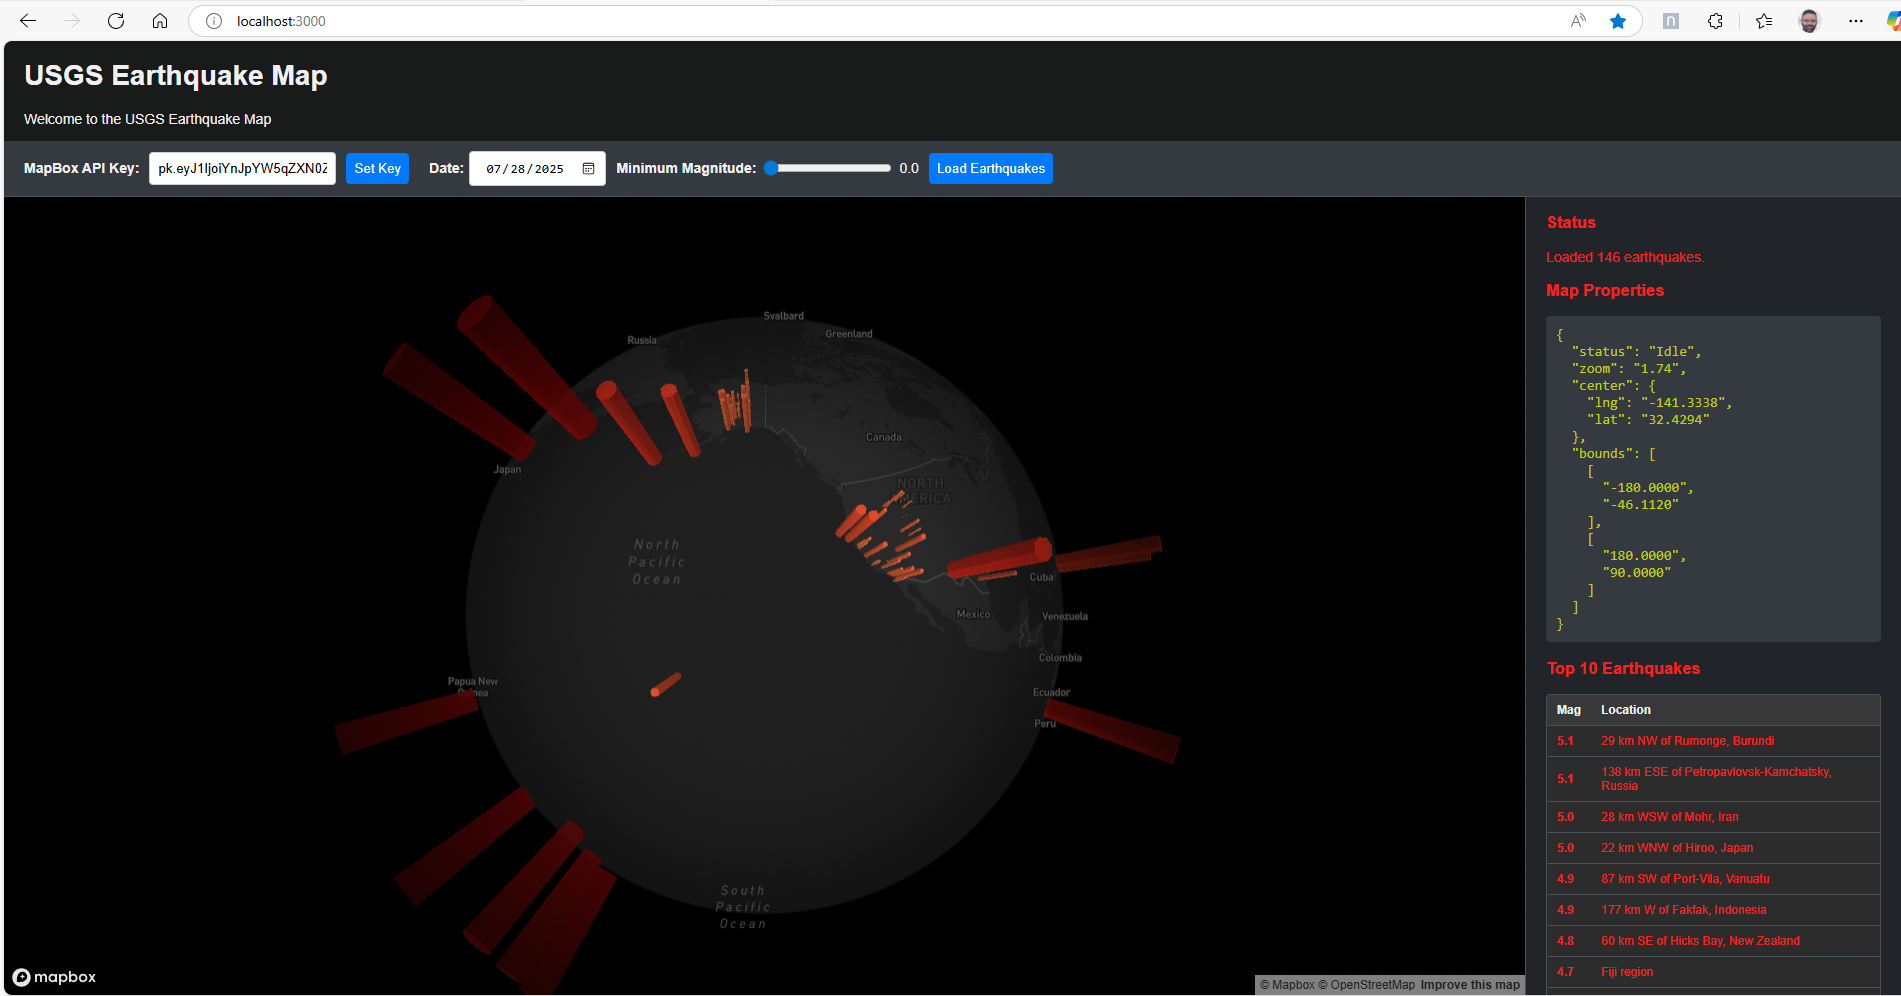 localhost:3000
USGS Earthquake Map
Welcome to the USGS Earthquake Map
MapBox API Key:
pk.eyJ1IjoiYnJpYW5qZXN0Z
Set Key
Date:
07/28/2025
Minimum Magnitude:
0.0
Load Earthquakes
Svalbard
Greenland
Russia
Canada
Japan
NORTH
AMERICA
North
Pacific
Ocean
Cuba
Mexico
Venezuela
Colombia
Papua New
Guinea
Ecuador
Peru
South
Pacific
Ocean
mapbox
© Mapbox © OpenStreetMap Improve this map
Status
Loaded 146 earthquakes.
Map Properties
{
"status": "Idle",
"zoom": "1.74",
"center": {
"lng": "-141.3338",
"lat": "32.4294"
},
"bounds": [
[
"-180.0000",
"-46.1120"
],
[
"180.0000",
"90.0000"
]
]
}
Top 10 Earthquakes
Mag Location
5.1 29 km NW of Rumonge, Burundi
5.1 138 km ESE of Petropavlovsk-Kamchatsky,
Russia
5.0 28 km WSW of Mohr, Iran
5.0 22 km WNW of Hiroo, Japan
4.9 87 km SW of Port-Vila, Vanuatu
4.9 177 km W of Fakfak, Indonesia
4.8 60 km SE of Hicks Bay, New Zealand
4.7 Fiji region